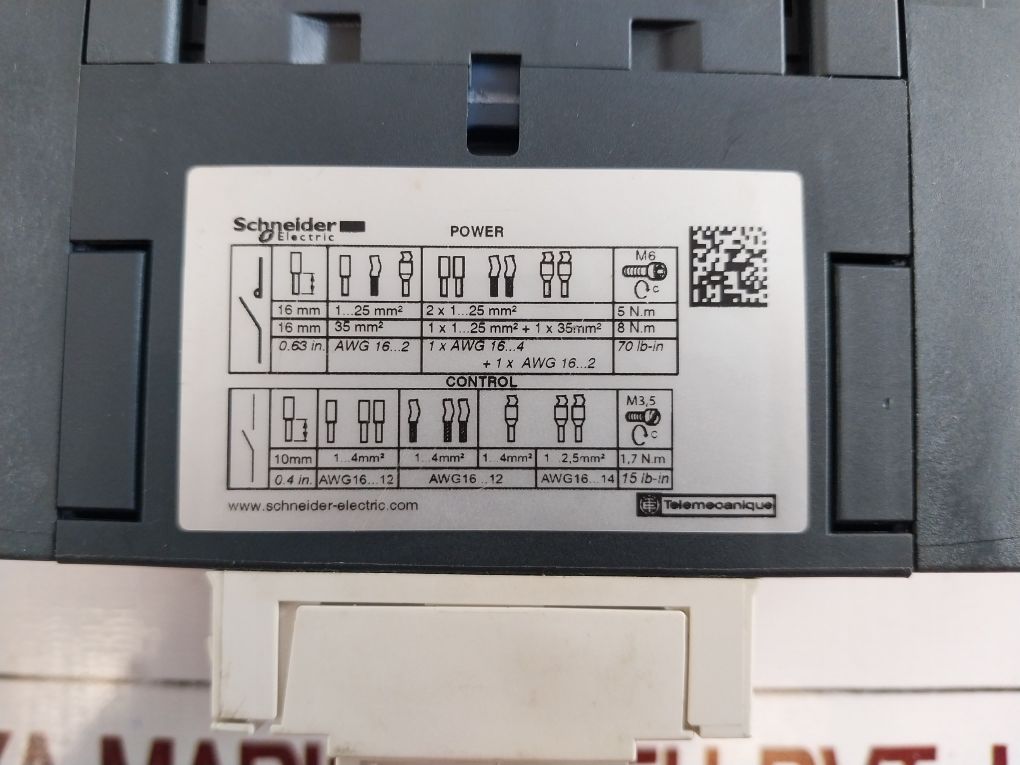 Schneider
Electric
POWER
M6
C
16 mm 1...25 mm² 2 x 1...25 mm² 5 N.m
16 mm 35 mm² 1 x 1...25 mm² + 1 x 35mm² 8 N.m
0.63 in. AWG 16...2 1 x AWG 16...4 70 lb-in
+ 1 x AWG 16...2
CONTROL
M3,5
C
10mm 1...4mm² 1...4mm² 1...4mm² 1...2,5mm² 1,7 N.m
0.4 in. AWG16...12 AWG16...12 AWG16...14 15 lb-in
www.schneider-electric.com
Telemecanique